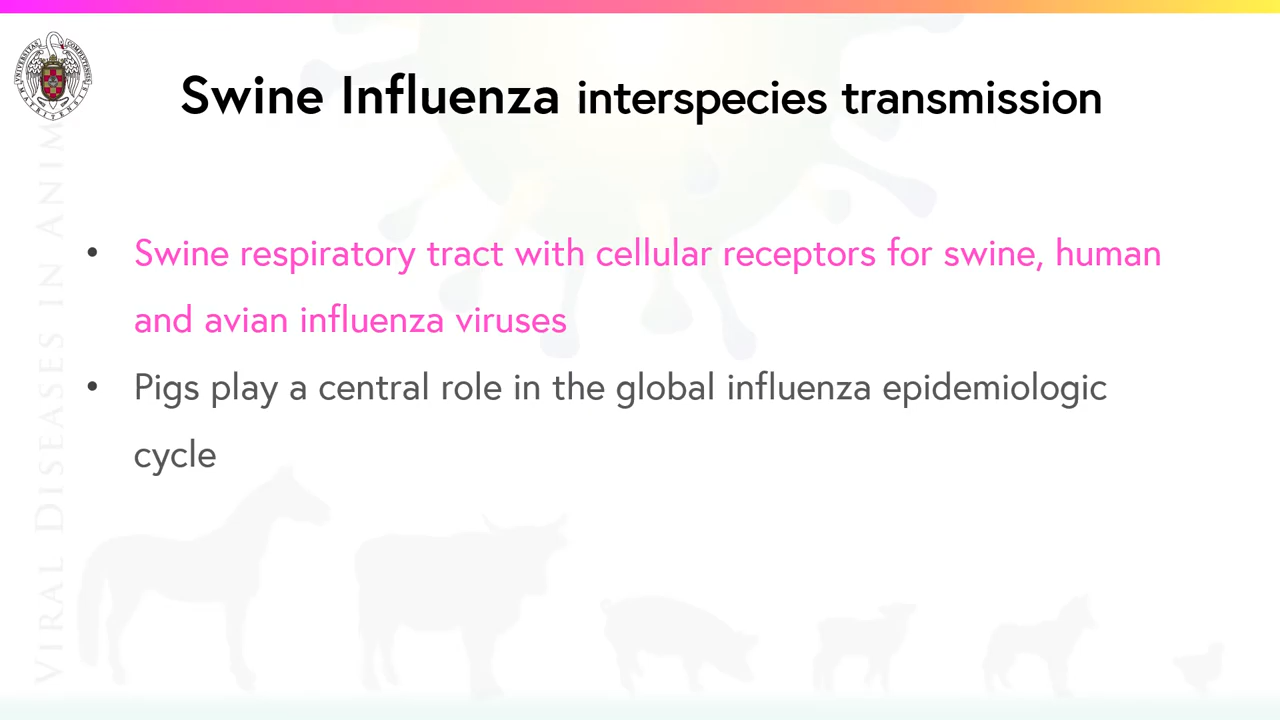 Swine Influenza interspecies transmission
• Swine respiratory tract with cellular receptors for swine, human
and avian influenza viruses
• Pigs play a central role in the global influenza epidemiologic
cycle
VIRAL DISEASES IN ANIM